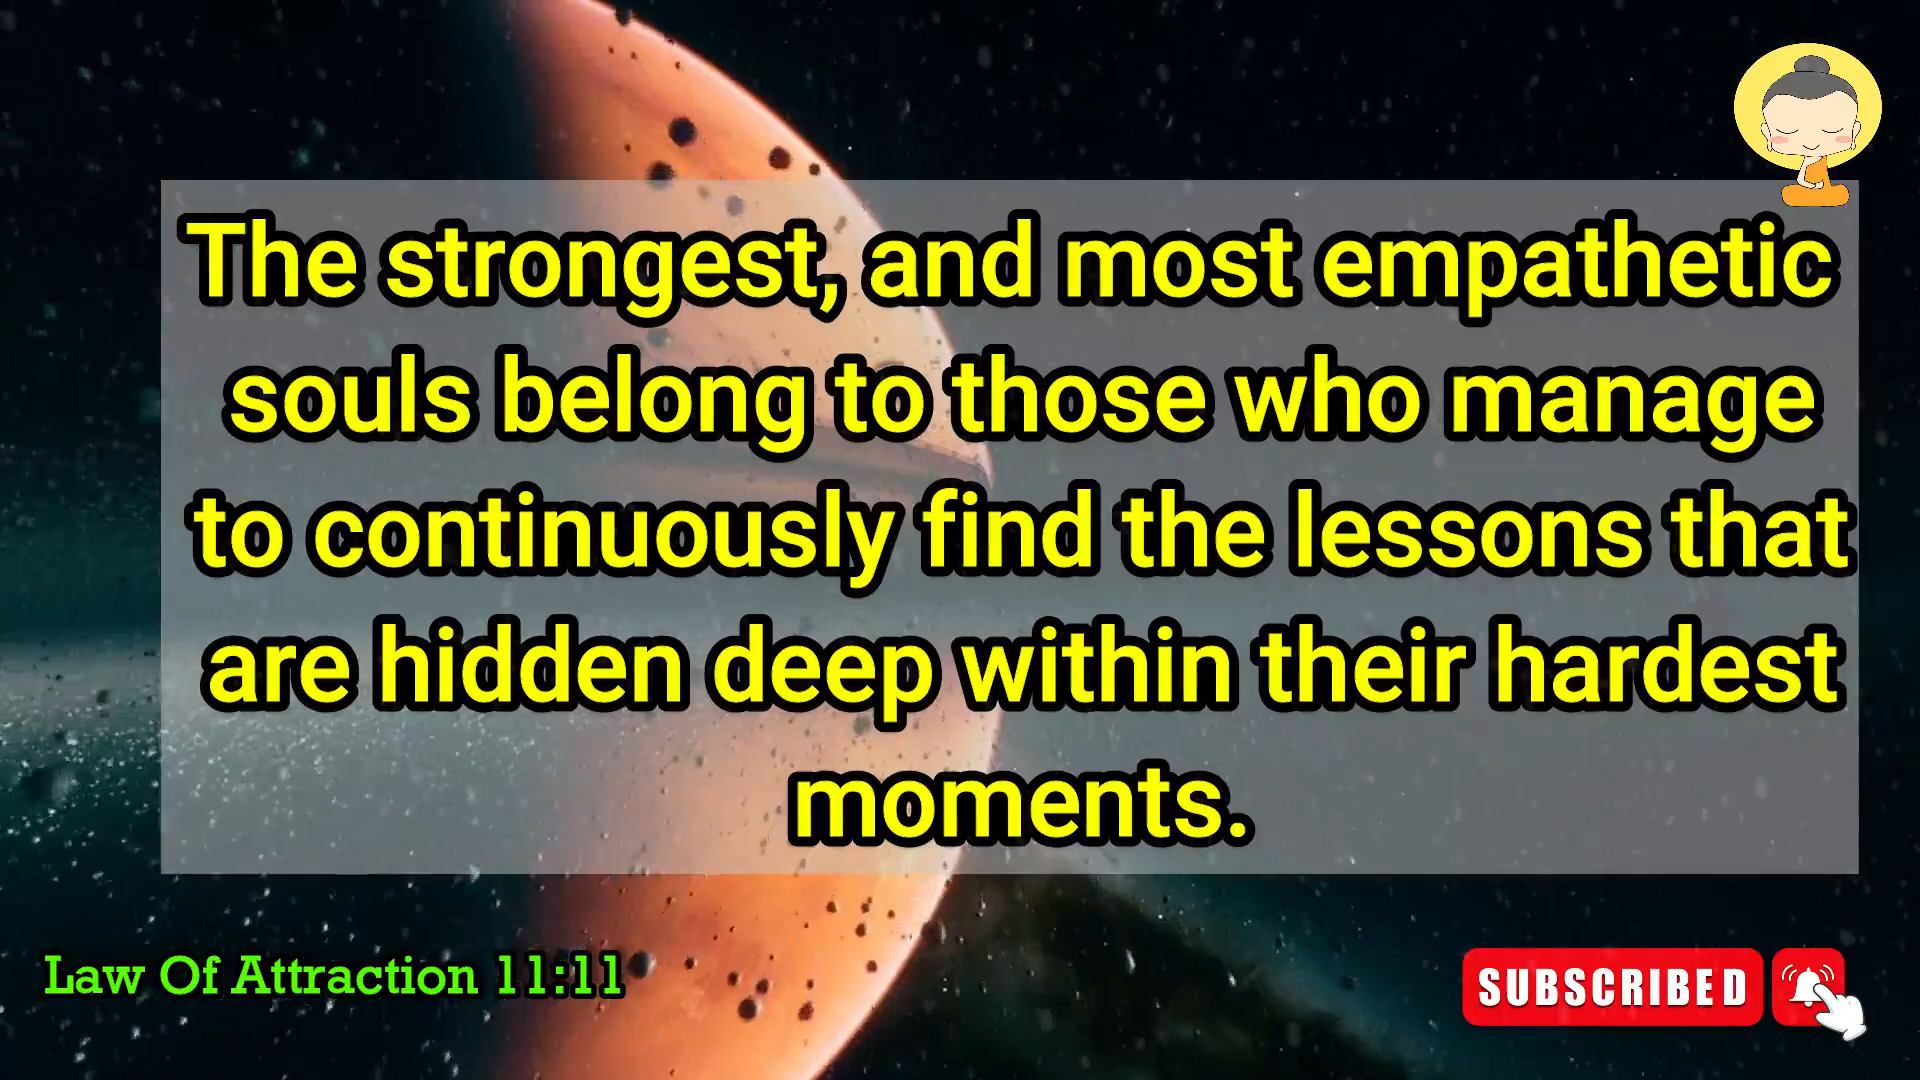 The strongest, and most empathetic
souls belong to those who manage
to continuously find the lessons that
are hidden deep within their hardest
moments.
Law Of Attraction 11:11
SUBSCRIBED